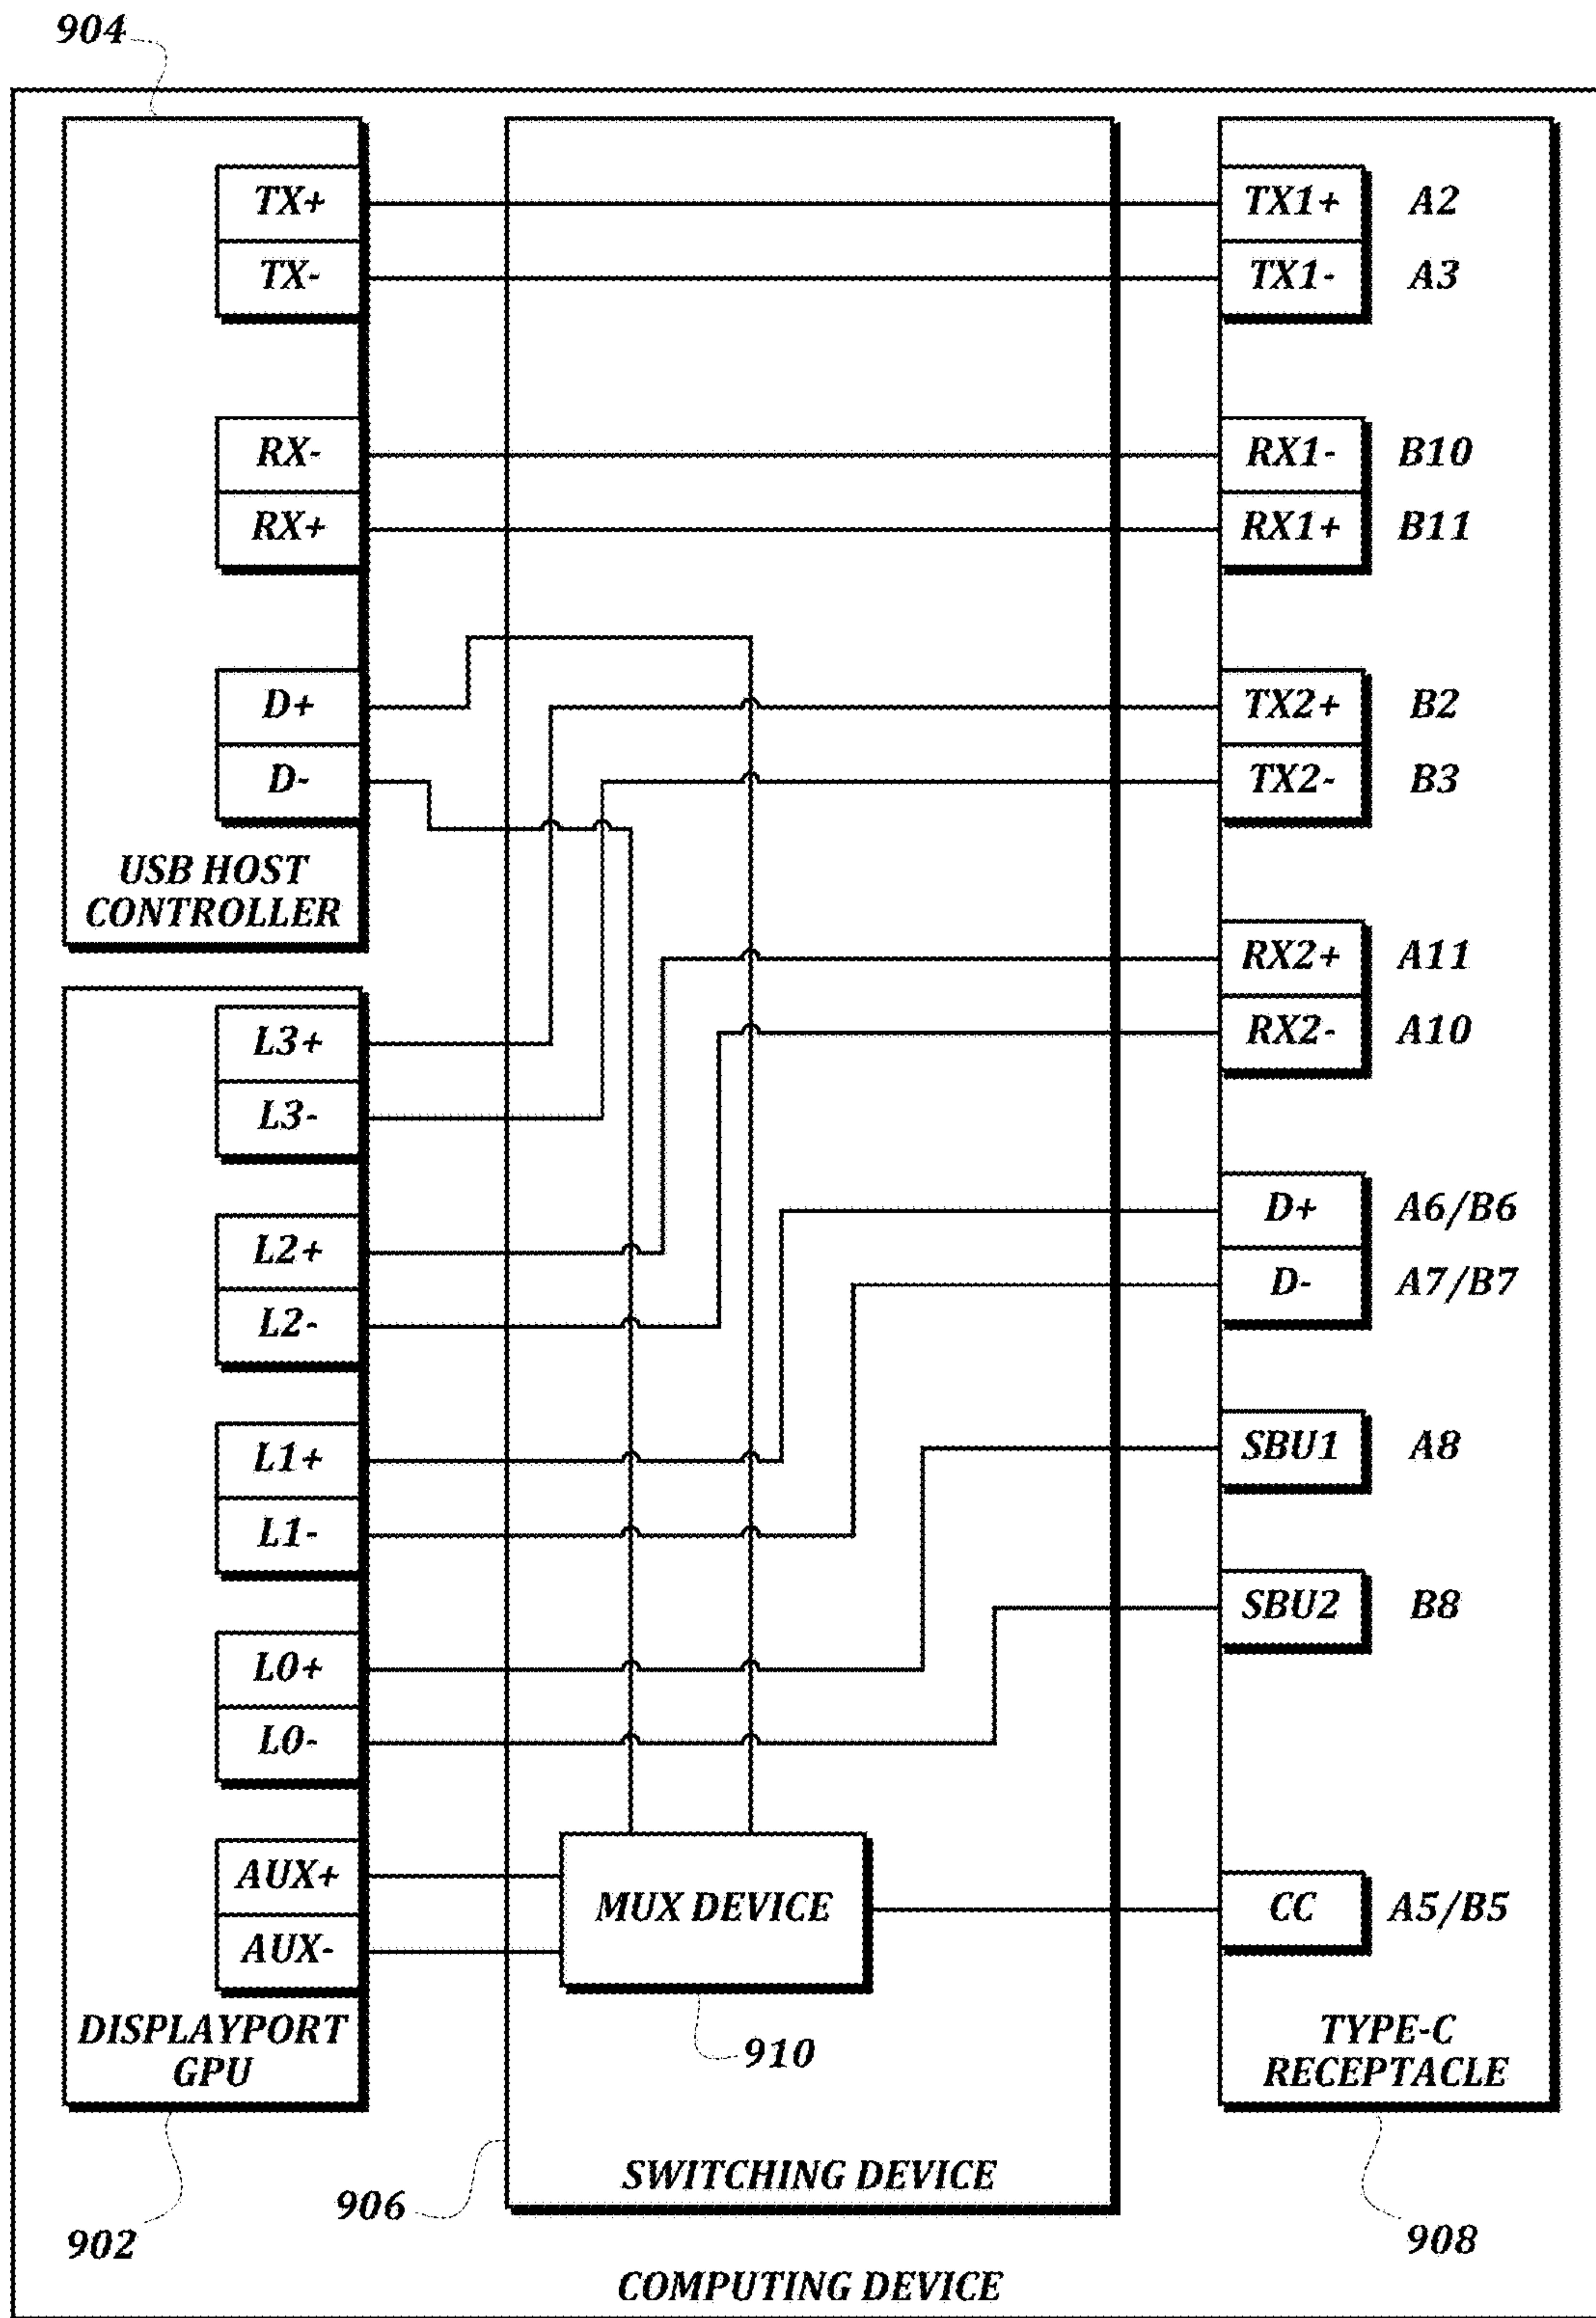 904
TX+
TX-
RX-
RX+
D+
D-
USB HOST
CONTROLLER
L3+
L3-
L2+
L2-
L1+
L1-
L0+
L0-
AUX+
AUX-
DISPLAYPORT
GPU
902
MUX DEVICE
910
SWITCHING DEVICE
906
TX1+ A2
TX1- A3
RX1- B10
RX1+ B11
TX2+ B2
TX2- B3
RX2+ A11
RX2- A10
D+ A6/B6
D- A7/B7
SBU1 A8
SBU2 B8
CC A5/B5
TYPE-C
RECEPTACLE
908
COMPUTING DEVICE